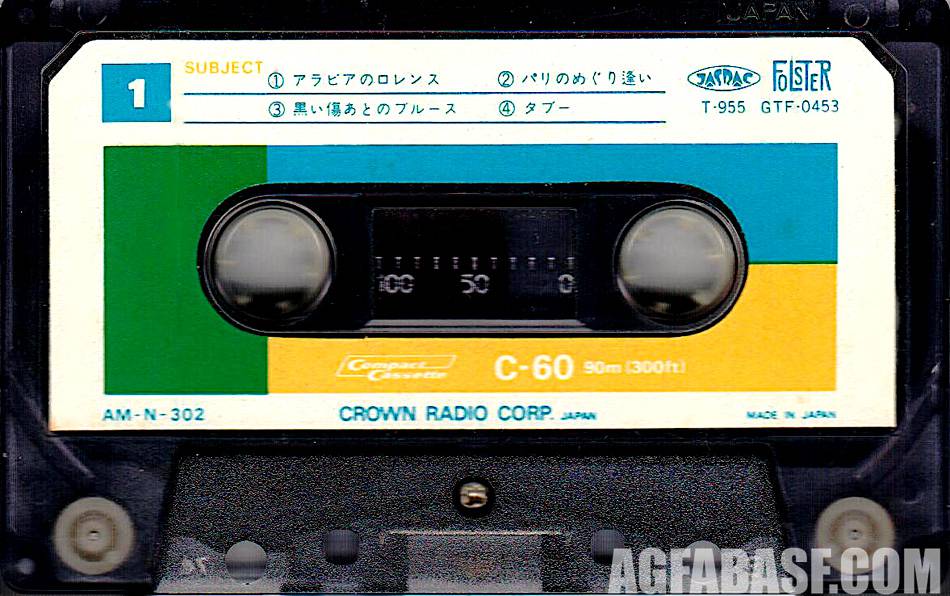 JAPAN
1
SUBJECT ① アラビアのロレンス ② パリのめぐり逢い
③ 黒い傷あとのブルース ④ タブー
JASRAC FOLSTER
T-955 GTF-0453
100 50 0
Compact Cassette C-60 90m (300ft)
AM-N-302 CROWN RADIO CORP. JAPAN MADE IN JAPAN
AGFABASF.COM